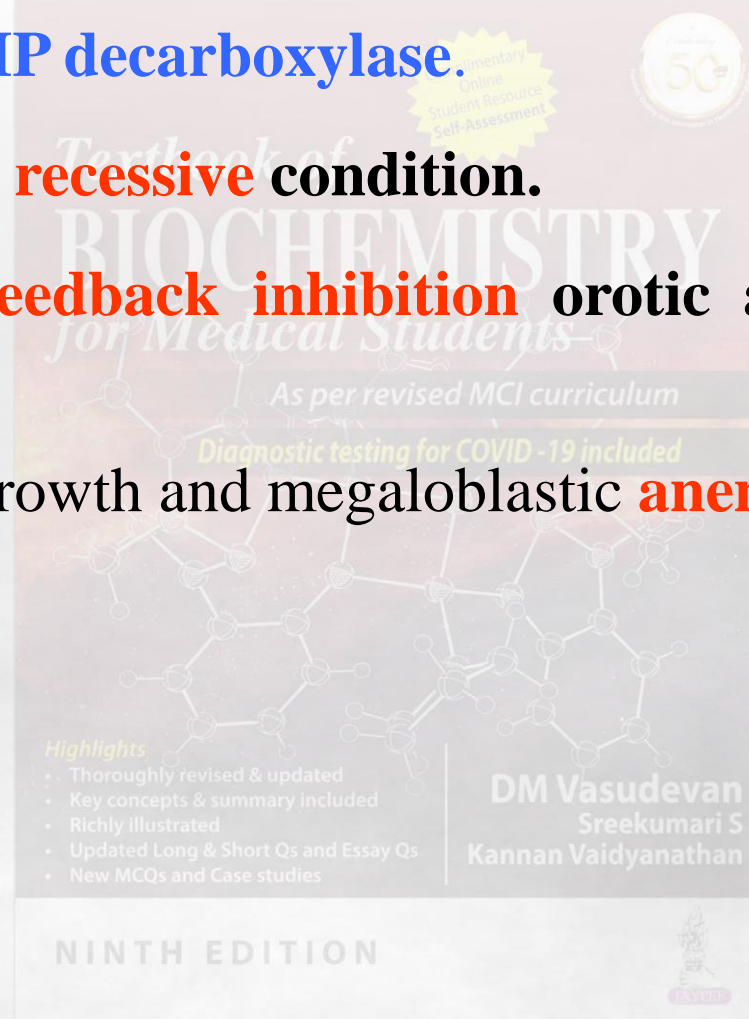 IP decarboxylase.
Complimentary
Online
Student Resource
Self-Assessment
50
Textbook of
recessive condition.
BIOCHEMISTRY
eedback inhibition orotic a
for Medical Students
As per revised MCI curriculum
Diagnostic testing for COVID -19 included
rowth and megaloblastic aner
Highlights
• Thoroughly revised & updated
• Key concepts & summary included
• Richly illustrated
• Updated Long & Short Qs and Essay Qs
• New MCQs and Case studies
DM Vasudevan
Sreekumari S
Kannan Vaidyanathan
NINTH EDITION
JAYPEE